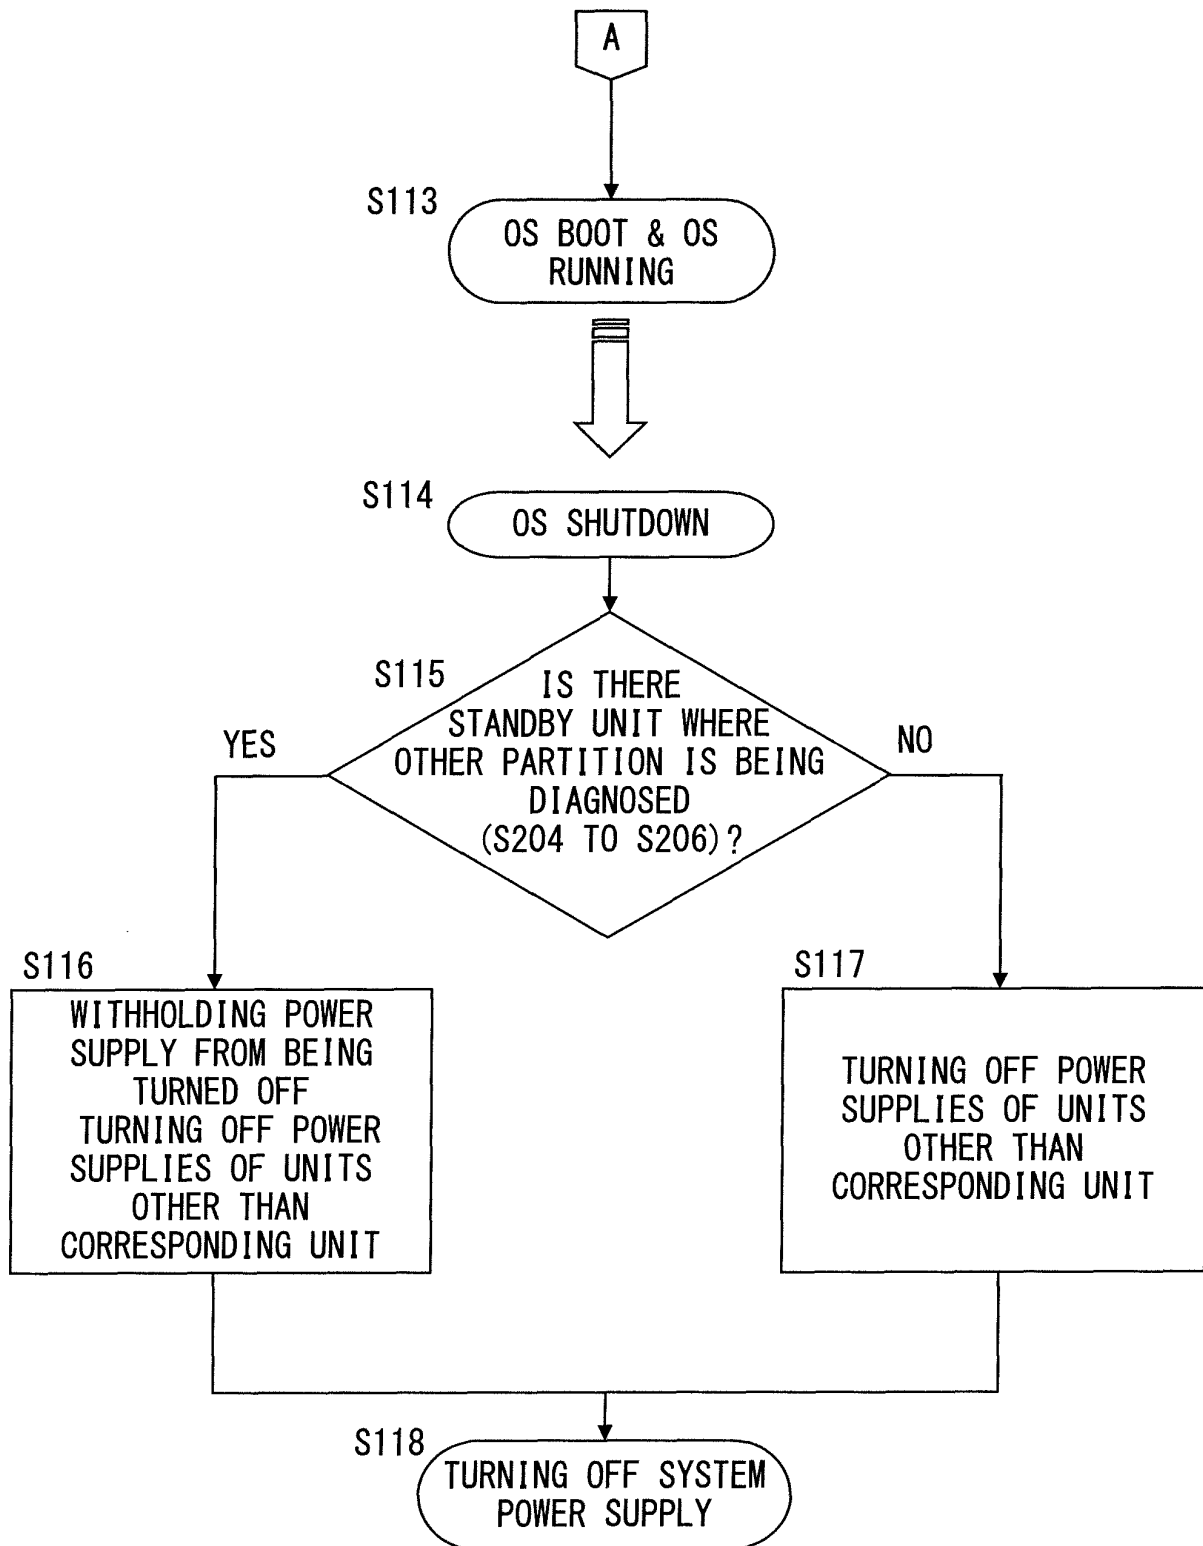 A
S113
OS BOOT & OS
RUNNING
S114
OS SHUTDOWN
S115
IS THERE
STANDBY UNIT WHERE
OTHER PARTITION IS BEING
DIAGNOSED
(S204 TO S206)?
YES
NO
S116
WITHHOLDING POWER
SUPPLY FROM BEING
TURNED OFF
TURNING OFF POWER
SUPPLIES OF UNITS
OTHER THAN
CORRESPONDING UNIT
S117
TURNING OFF POWER
SUPPLIES OF UNITS
OTHER THAN
CORRESPONDING UNIT
S118
TURNING OFF SYSTEM
POWER SUPPLY